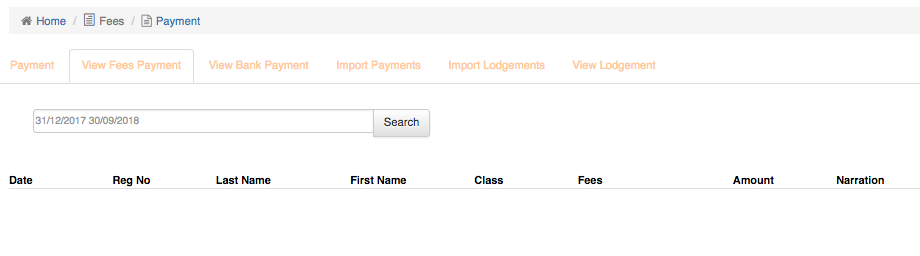 Home / Fees / Payment
Payment View Fees Payment View Bank Payment Import Payments Import Lodgements View Lodgement
31/12/2017 30/09/2018 Search
Date Reg No Last Name First Name Class Fees Amount Narration